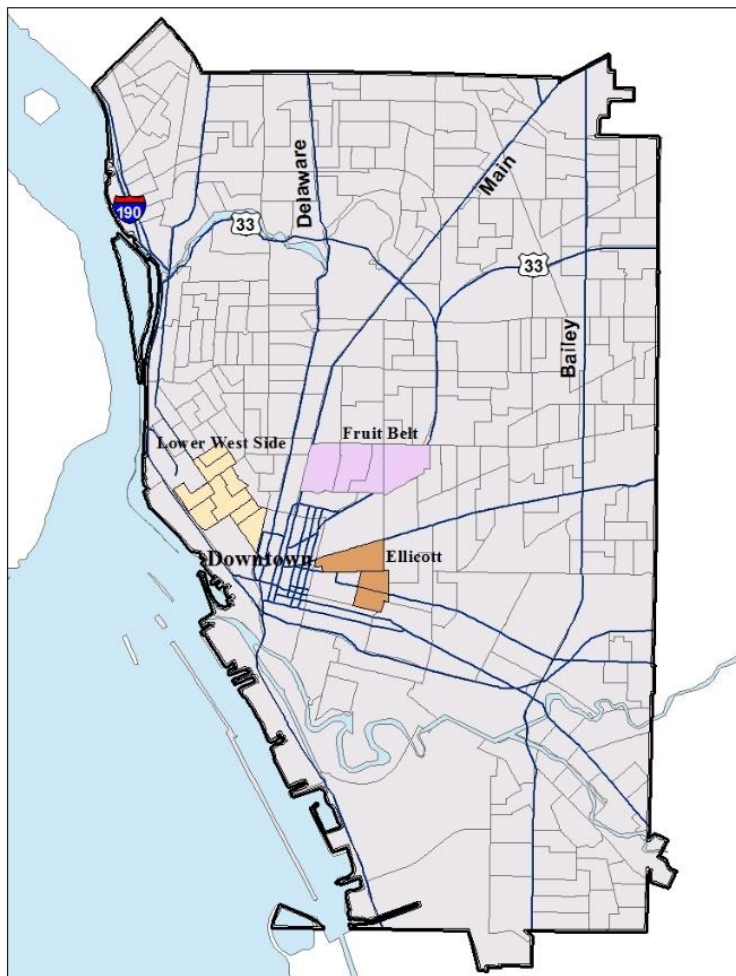 Delaware
Main
190
33
33
Bailey
Fruit Belt
Lower West Side
Downtown
Ellicott